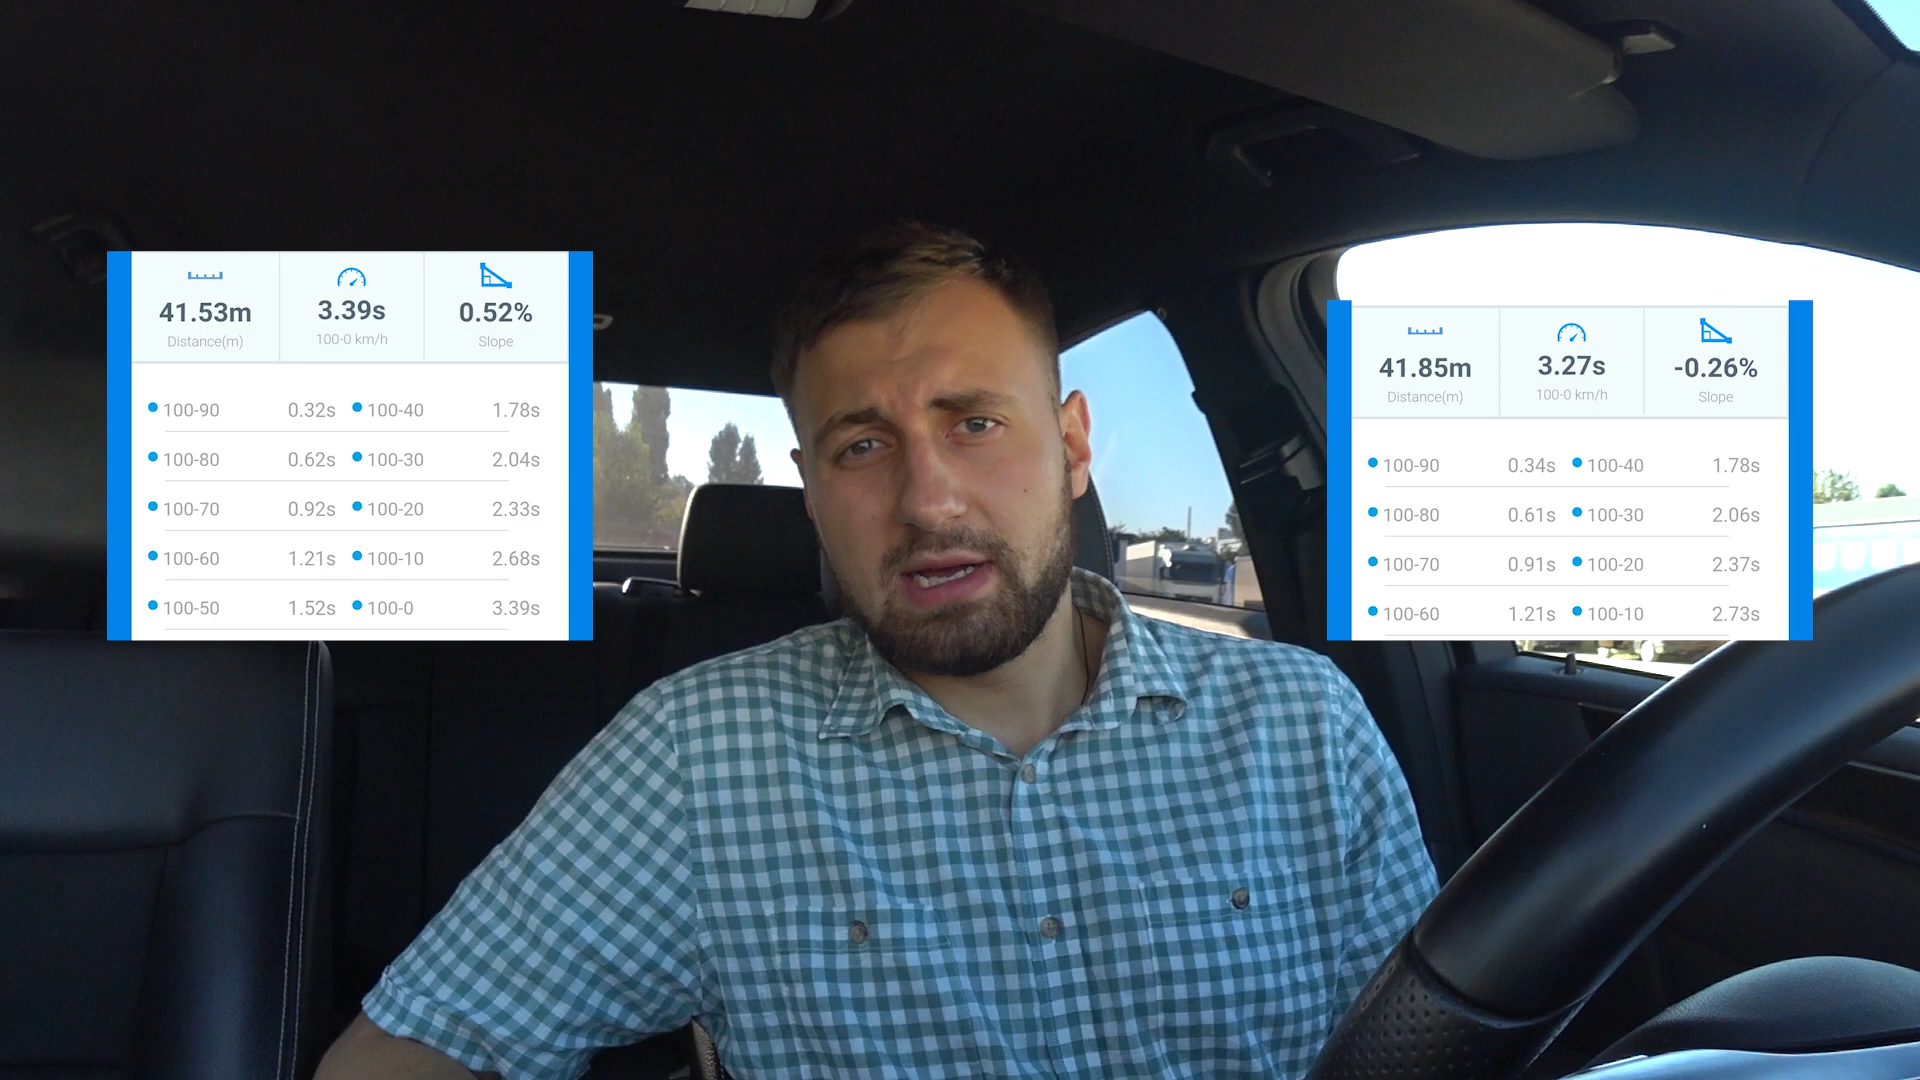 41.53m 3.39s 0.52%
Distance(m) 100-0 km/h Slope
100-90 0.32s 100-40 1.78s
100-80 0.62s 100-30 2.04s
100-70 0.92s 100-20 2.33s
100-60 1.21s 100-10 2.68s
100-50 1.52s 100-0 3.39s
41.85m 3.27s -0.26%
Distance(m) 100-0 km/h Slope
100-90 0.34s 100-40 1.78s
100-80 0.61s 100-30 2.06s
100-70 0.91s 100-20 2.37s
100-60 1.21s 100-10 2.73s